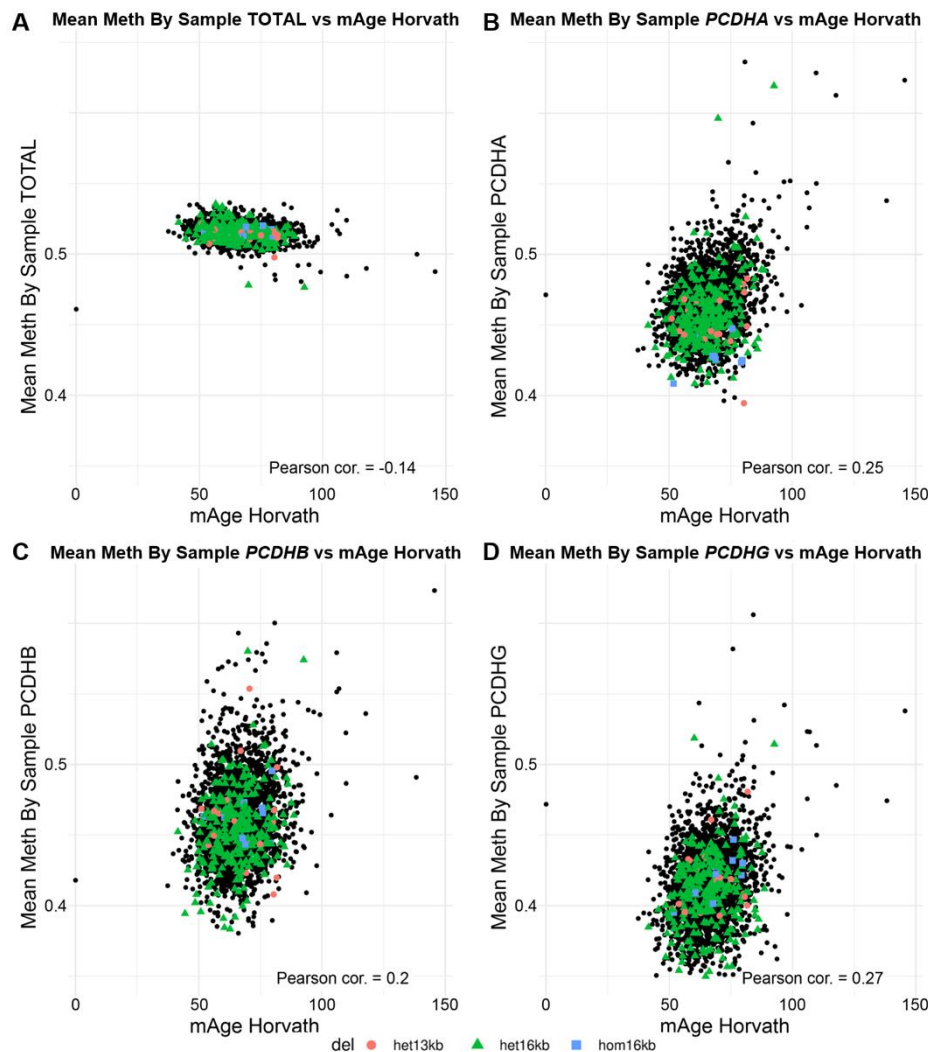 A Mean Meth By Sample TOTAL vs mAge Horvath
Mean Meth By Sample TOTAL
0.5
0.4
Pearson cor. = -0.14
0 50 100 150
mAge Horvath
B Mean Meth By Sample PCDHA vs mAge Horvath
Mean Meth By Sample PCDHA
0.5
0.4
Pearson cor. = 0.25
0 50 100 150
mAge Horvath
C Mean Meth By Sample PCDHB vs mAge Horvath
Mean Meth By Sample PCDHB
0.5
0.4
Pearson cor. = 0.2
0 50 100 150
mAge Horvath
D Mean Meth By Sample PCDHG vs mAge Horvath
Mean Meth By Sample PCDHG
0.5
0.4
Pearson cor. = 0.27
0 50 100 150
mAge Horvath
del het13kb het16kb hom16kb